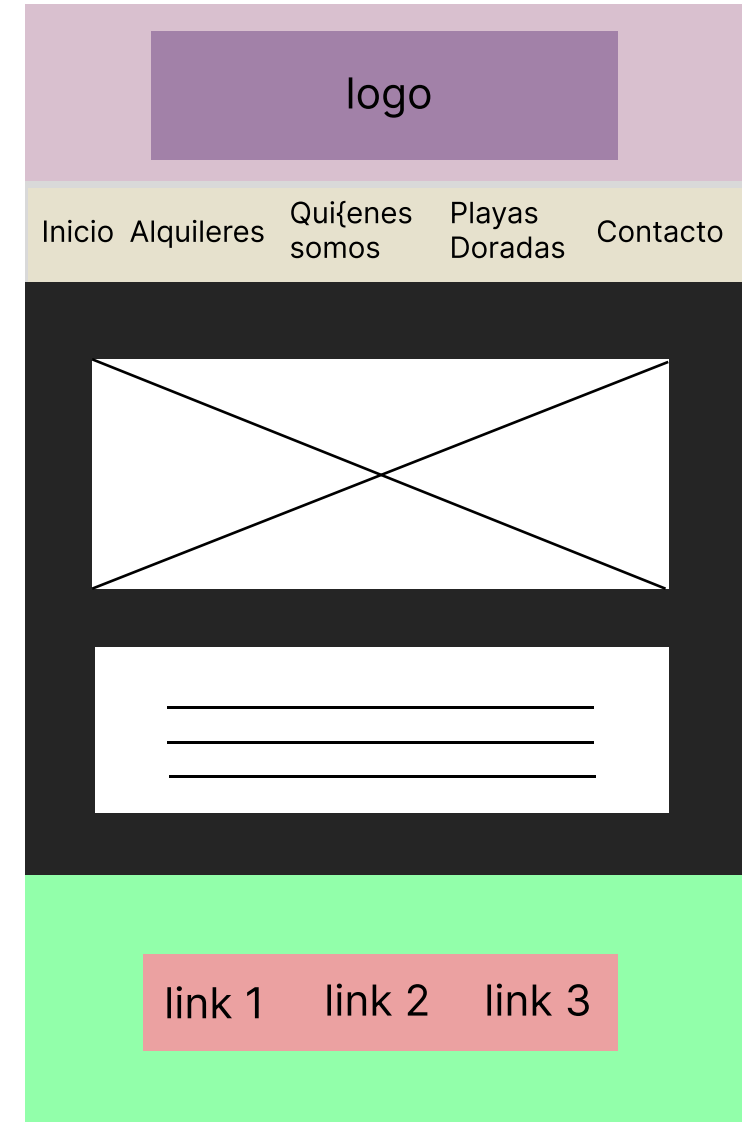 logo
Inicio Alquileres Qui{enes somos Playas Doradas Contacto
link 1 link 2 link 3